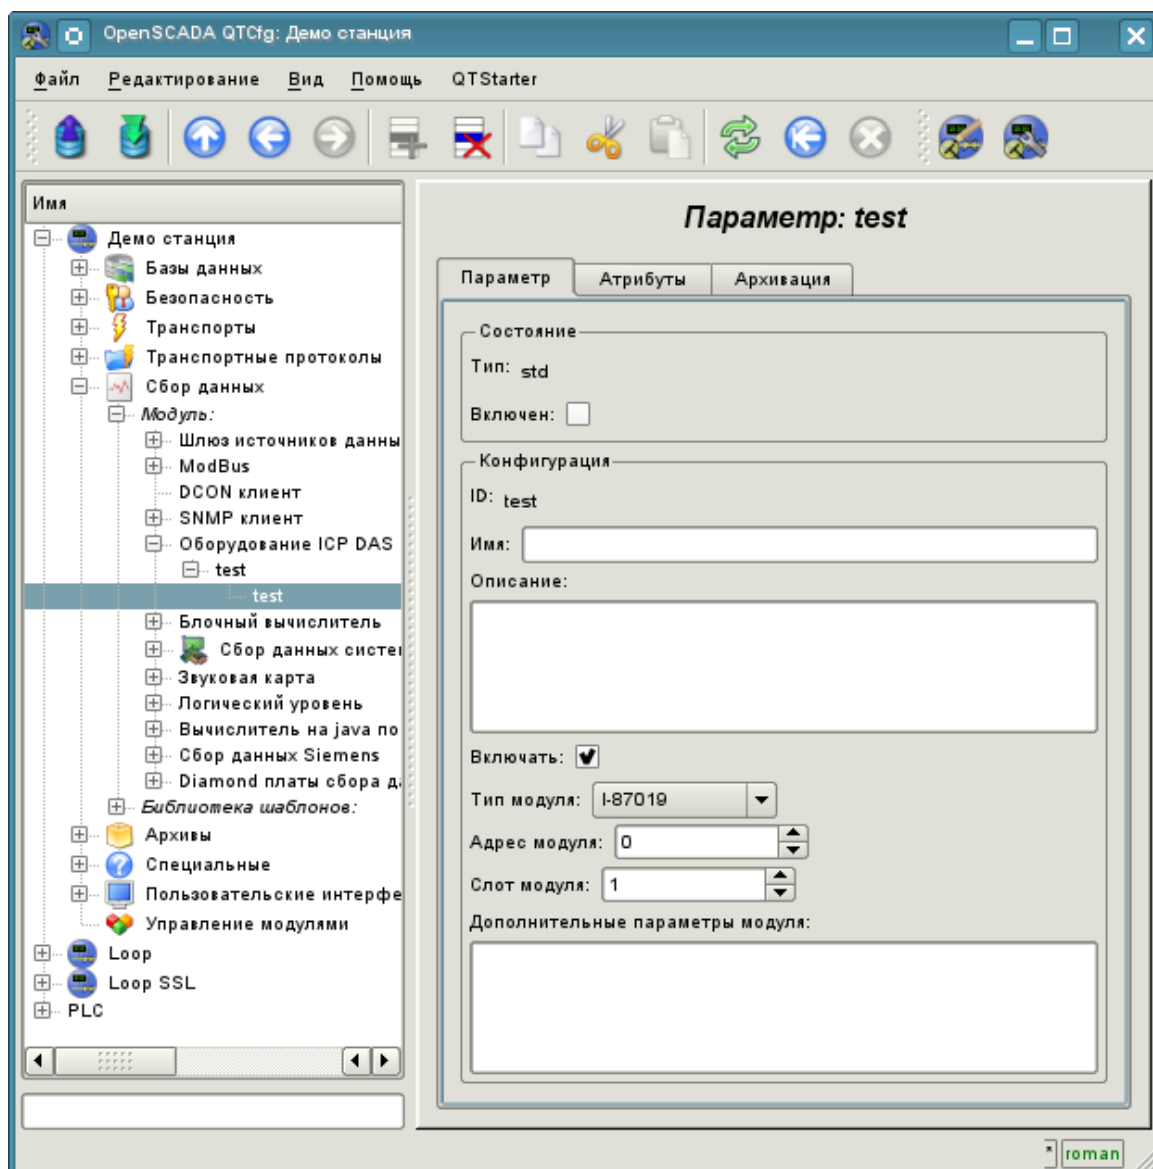 OpenSCADA QTCfg: Демо станция
Файл Редактирование Вид Помощь QTStarter
Имя
Демо станция
Базы данных
Безопасность
Транспорты
Транспортные протоколы
Сбор данных
Модуль:
Шлюз источников данны
ModBus
DCON клиент
SNMP клиент
Оборудование ICP DAS
test
test
Блочный вычислитель
Сбор данных систе
Звуковая карта
Логический уровень
Вычислитель на java по
Сбор данных Siemens
Diamond платы сбора да
Библиотека шаблонов:
Архивы
Специальные
Пользовательские интерфе
Управление модулями
Loop
Loop SSL
PLC
Параметр: test
Параметр Атрибуты Архивация
Состояние
Тип: std
Включен:
Конфигурация
ID: test
Имя:
Описание:
Включать:
Тип модуля: I-87019
Адрес модуля: 0
Слот модуля: 1
Дополнительные параметры модуля:
* roman